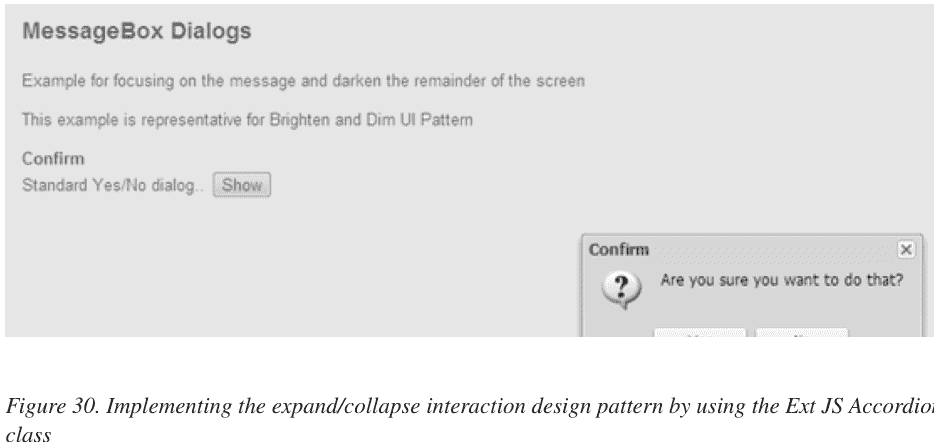 MessageBox Dialogs
Example for focusing on the message and darken the remainder of the screen
This example is representative for Brighten and Dim UI Pattern
Confirm
Standard Yes/No dialog.. Show
Confirm
Are you sure you want to do that?
Figure 30. Implementing the expand/collapse interaction design pattern by using the Ext JS Accordion
class